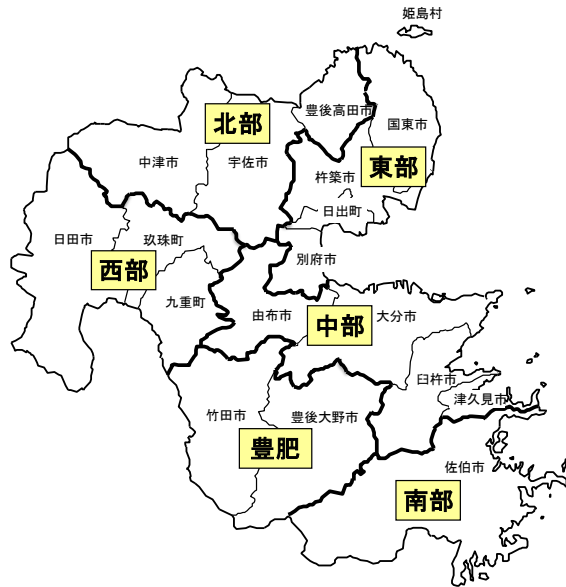 姫島村
豊後高田市
国東市
北部
中津市
宇佐市
杵築市
東部
日出町
日田市
玖珠町
別府市
西部
九重町
由布市
中部
大分市
臼杵市
津久見市
竹田市
豊後大野市
豊肥
佐伯市
南部